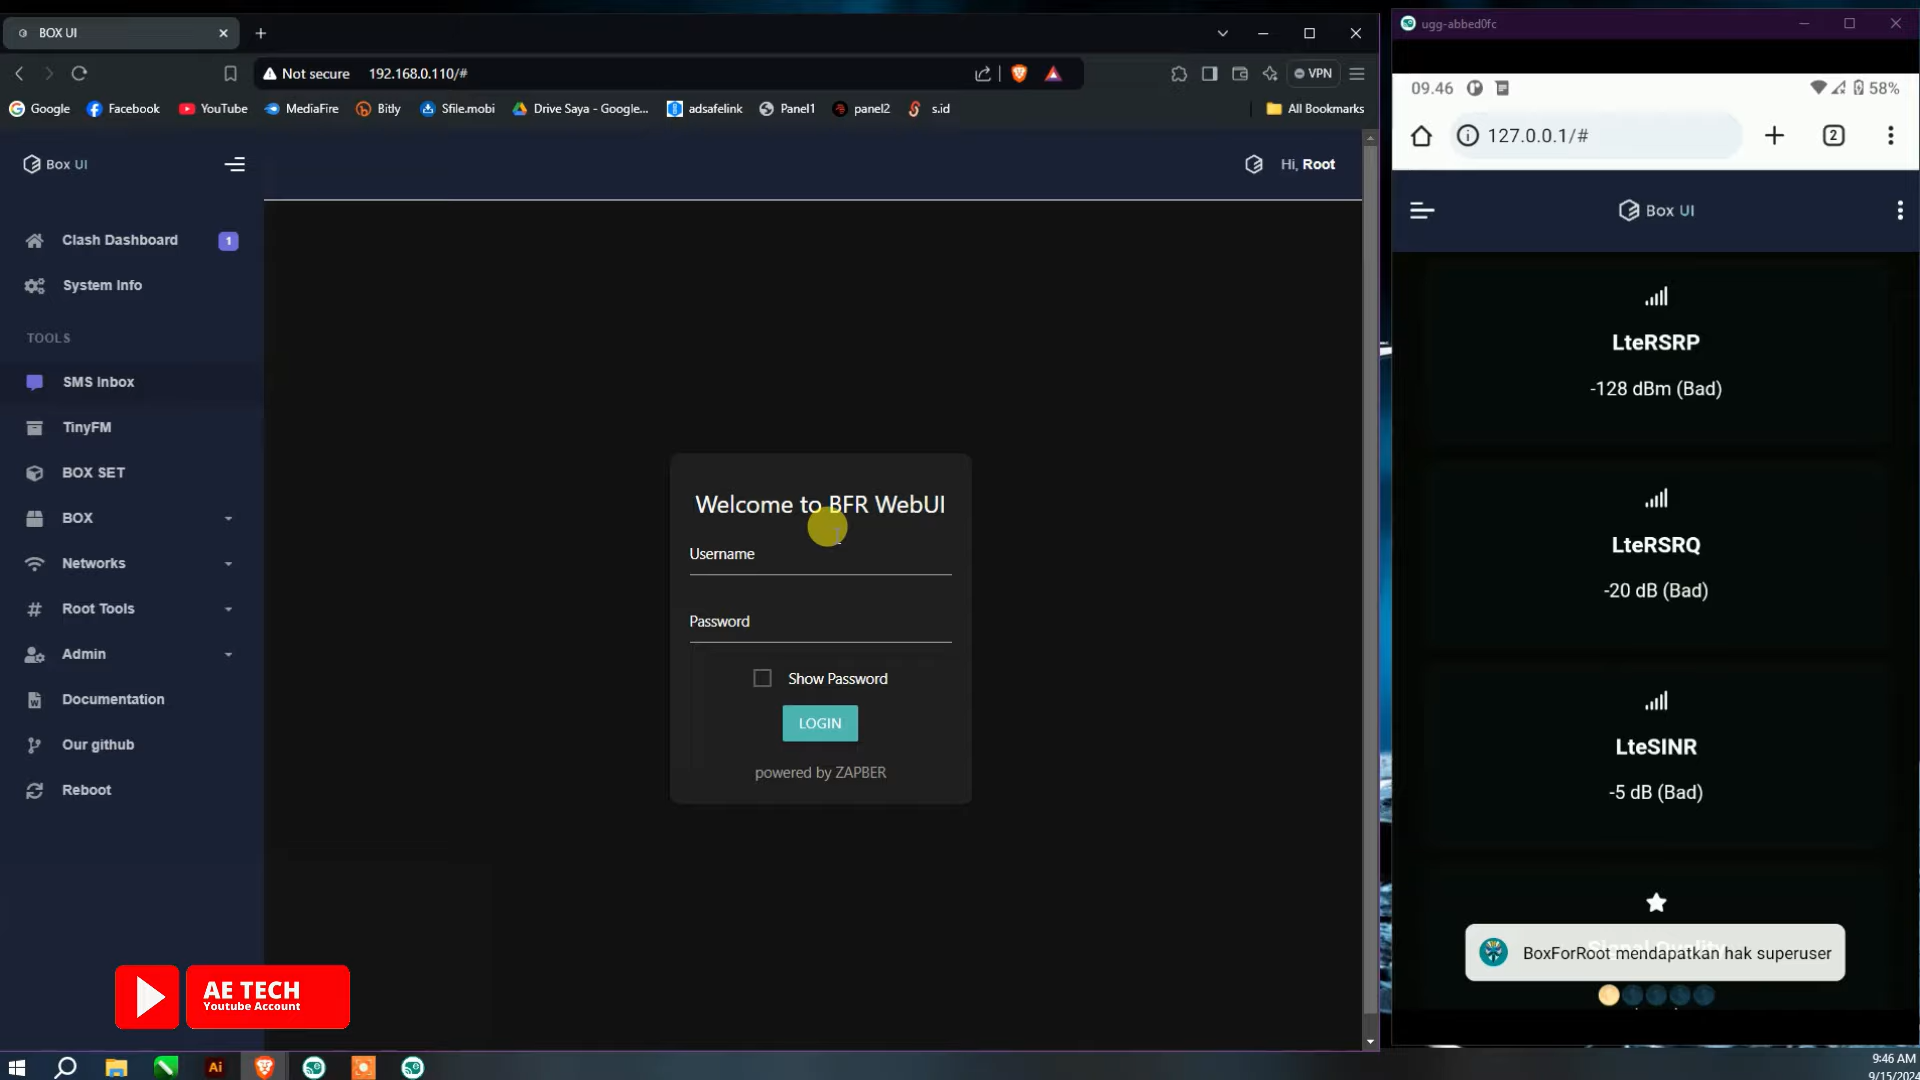 BOX UI
Not secure
192.168.0.110/#
VPN
Google
Facebook
YouTube
MediaFire
Bitly
Sfile.mobi
Drive Saya - Google...
adsafelink
Panel1
panel2
s.id
All Bookmarks
Box UI
Hi, Root
Clash Dashboard
1
System Info
TOOLS
SMS Inbox
TinyFM
BOX SET
BOX
Networks
Root Tools
Admin
Documentation
Our github
Reboot
Welcome to BFR WebUI
Username
Password
Show Password
LOGIN
powered by ZAPBER
AE TECH
Youtube Account
Ai
9:46 AM
9/15/2024
ugg-abbed0fc
09.46
58%
127.0.0.1/#
2
Box UI
LteRSRP
-128 dBm (Bad)
LteRSRQ
-20 dB (Bad)
LteSINR
-5 dB (Bad)
BoxForRoot mendapatkan hak superuser